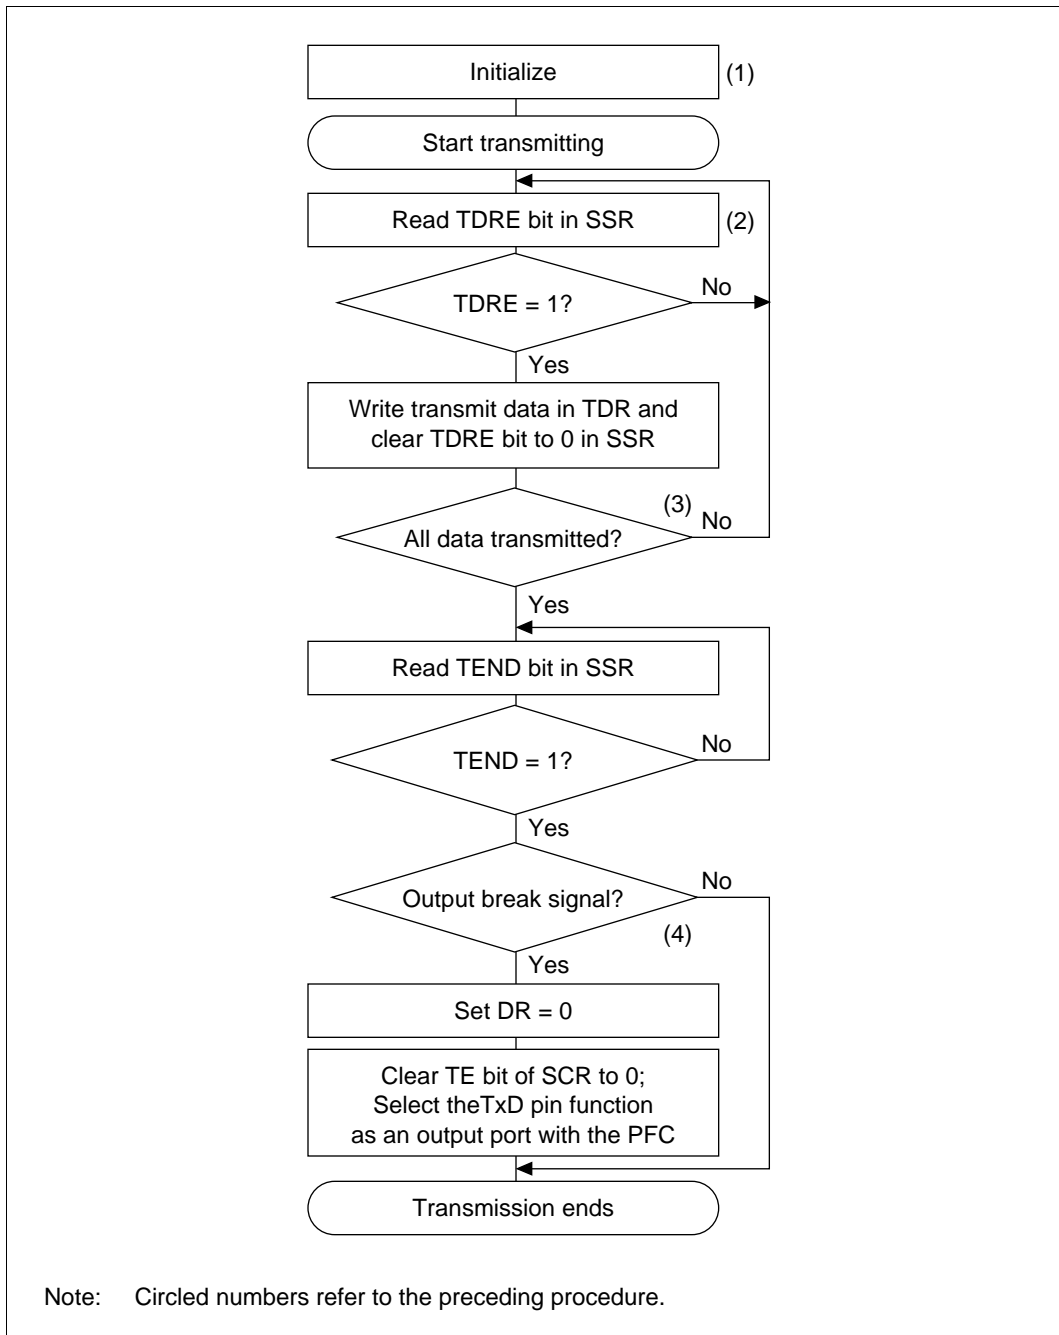 Initialize
(1)
Start transmitting
Read TDRE bit in SSR
(2)
TDRE = 1?
No
Yes
Write transmit data in TDR and
clear TDRE bit to 0 in SSR
(3)
All data transmitted?
No
Yes
Read TEND bit in SSR
TEND = 1?
No
Yes
Output break signal?
No
(4)
Yes
Set DR = 0
Clear TE bit of SCR to 0;
Select theTxD pin function
as an output port with the PFC
Transmission ends
Note: Circled numbers refer to the preceding procedure.